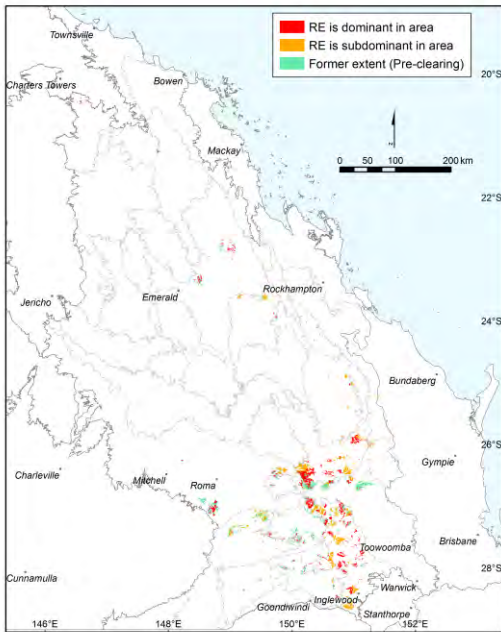 RE is dominant in area
RE is subdominant in area
Former extent (Pre-clearing)
Townsville
Charters Towers
Bowen
20°S
Mackay
0 50 100 200 km
22°S
Emerald
Rockhampton
Jericho
24°S
Bundaberg
26°S
Gympie
Charleville
Mitchell
Roma
Toowoomba
Brisbane
28°S
Cunnamulla
Warwick
Inglewood
Goondiwindi
Stanthorpe
146°E
148°E
150°E
152°E